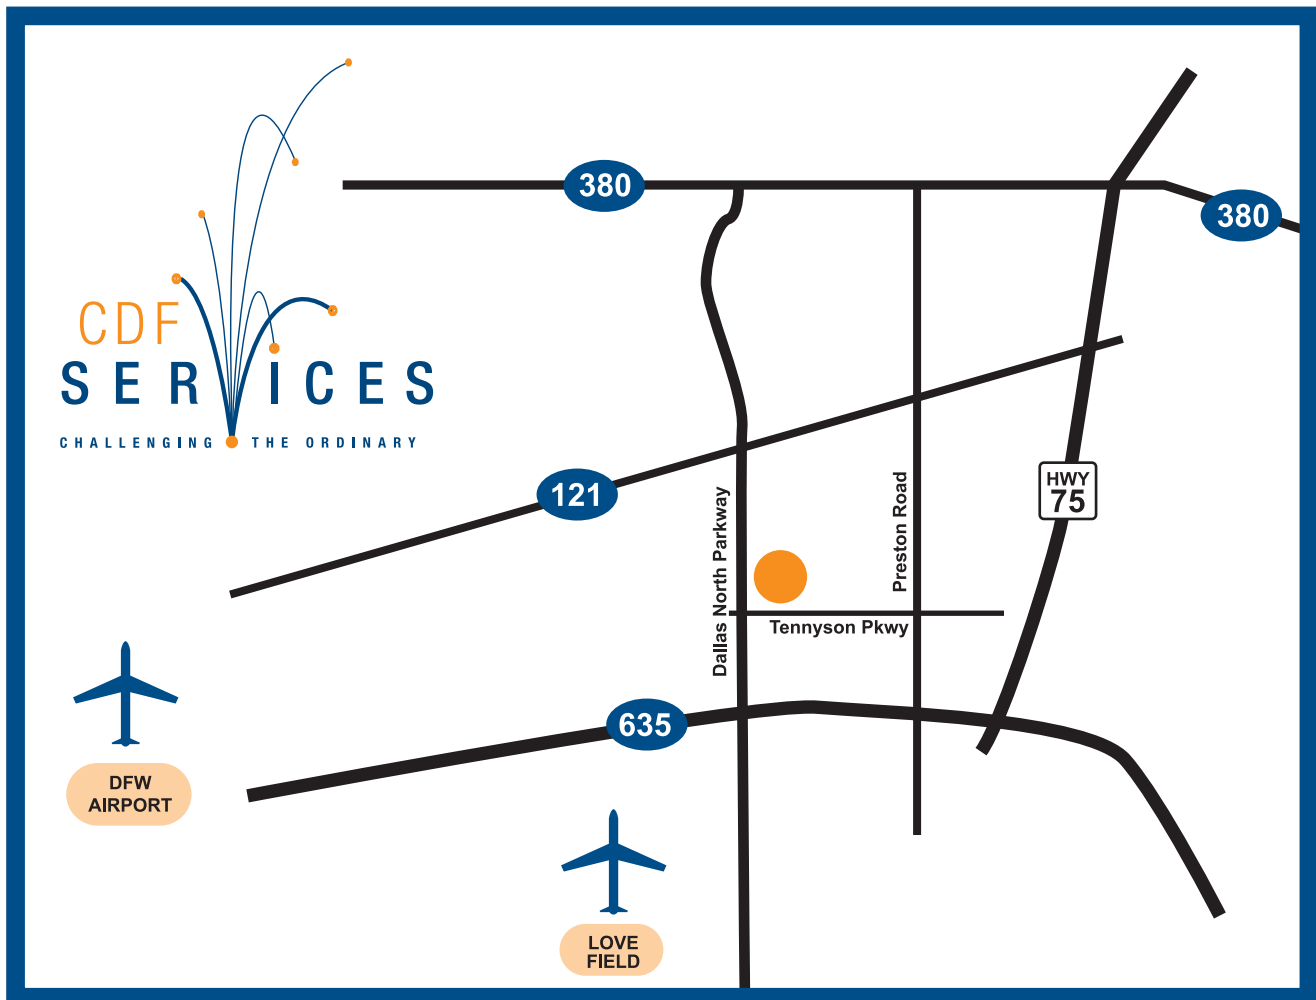 380
380
CDF
SERVICES
CHALLENGING THE ORDINARY
121
HWY
75
Dallas North Parkway
Preston Road
Tennyson Pkwy
635
DFW
AIRPORT
LOVE
FIELD